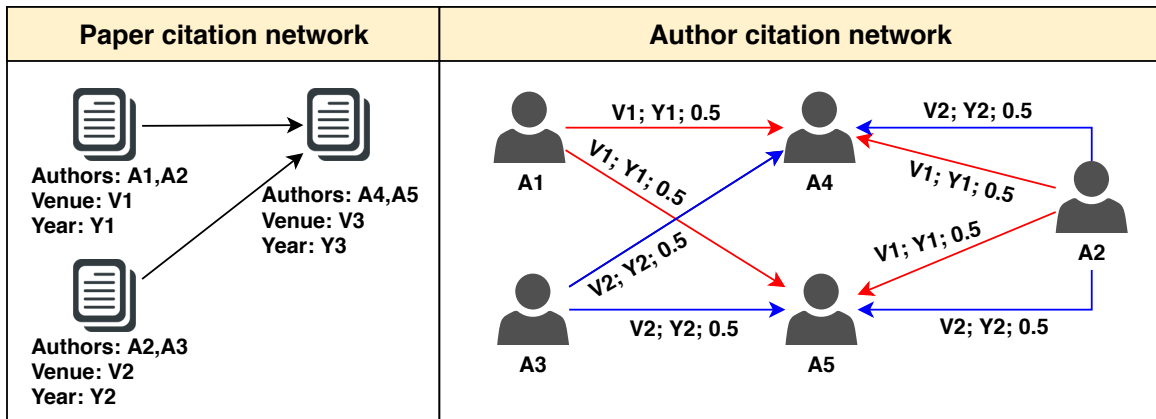 Paper citation network
Author citation network
Authors: A1,A2
Venue: V1
Year: Y1
Authors: A4,A5
Venue: V3
Year: Y3
Authors: A2,A3
Venue: V2
Year: Y2
V1; Y1; 0.5
V2; Y2; 0.5
A1
V1; Y1; 0.5
A4
V1; Y1; 0.5
A2
V2; Y2; 0.5
V1; Y1; 0.5
A3
V2; Y2; 0.5
A5
V2; Y2; 0.5